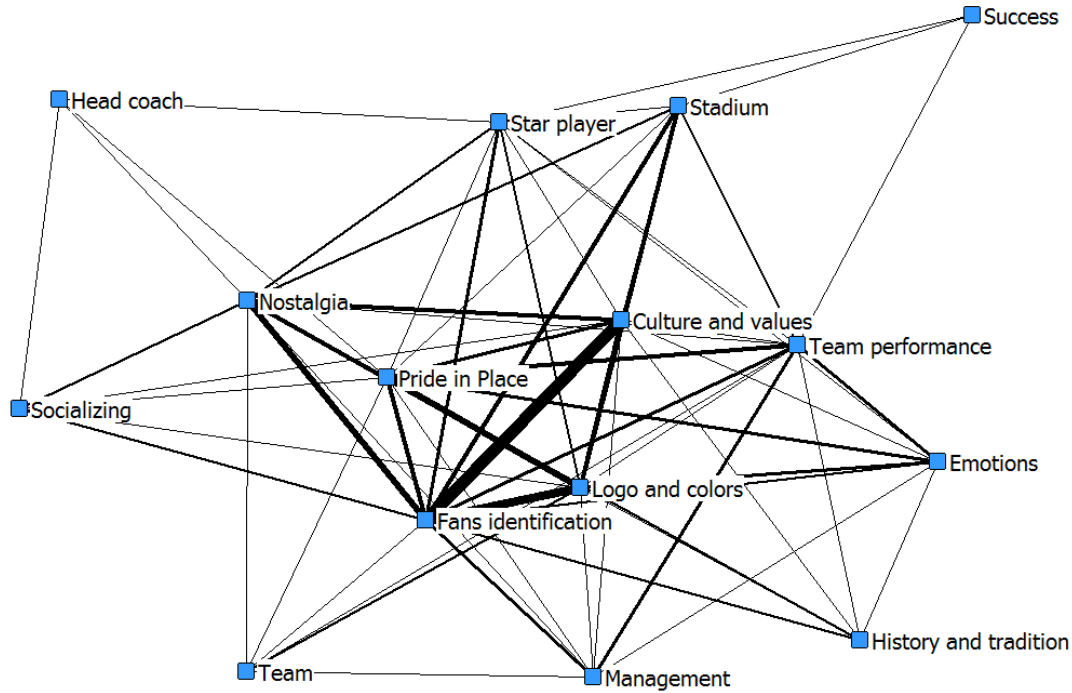 Success
Head coach
Stadium
Star player
Nostalgia
Culture and values
Team performance
Pride in Place
Socializing
Emotions
Logo and colors
Fans identification
History and tradition
Team
Management